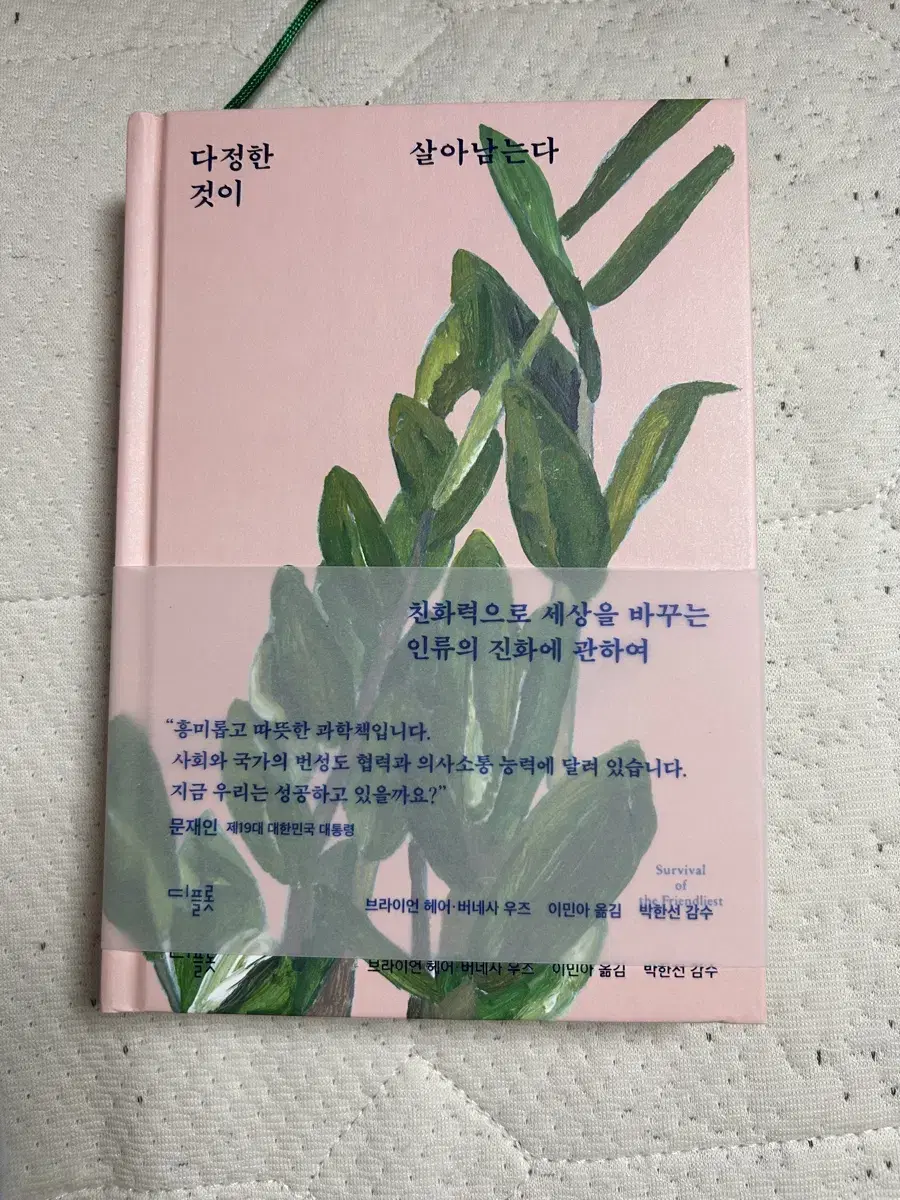 다정한
것이
살아남는다
친화력으로 세상을 바꾸는
인류의 진화에 관하여
“흥미롭고 따뜻한 과학책입니다.
사회와 국가의 번성도 협력과 의사소통 능력에 달려 있습니다.
지금 우리는 성공하고 있을까요?”
문재인 제19대 대한민국 대통령
Survival
of
the Friendliest
디플롯
브라이언 헤어·버네사 우즈 이민아 옮김 박한선 감수
디플롯
브라이언 헤어·버네사 우즈 이민아 옮김 박한선 감수